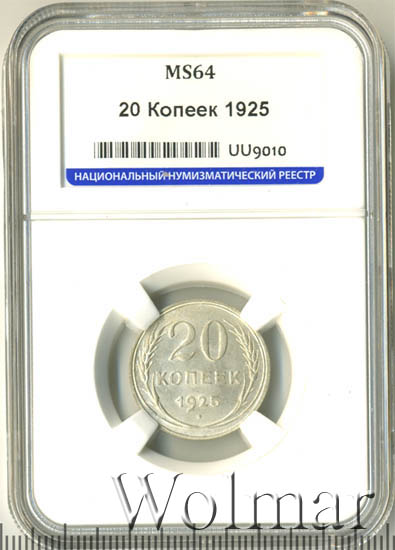 MS64
20 Копеек 1925
UU9010
НАЦИОНАЛЬНЫЙ НУМИЗМАТИЧЕСКИЙ РЕЕСТР
20
КОПЕЕК
1925
Wolmar